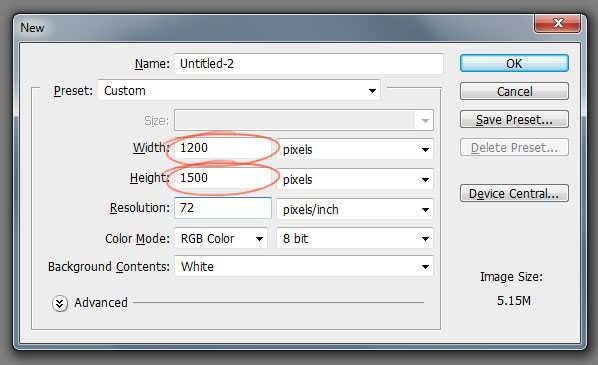 New
Name: Untitled-2
OK
Preset: Custom
Cancel
Size:
Save Preset...
Width: 1200 pixels
Delete Preset...
Height: 1500 pixels
Device Central...
Resolution: 72 pixels/inch
Color Mode: RGB Color 8 bit
Background Contents: White
Image Size:
5.15M
Advanced